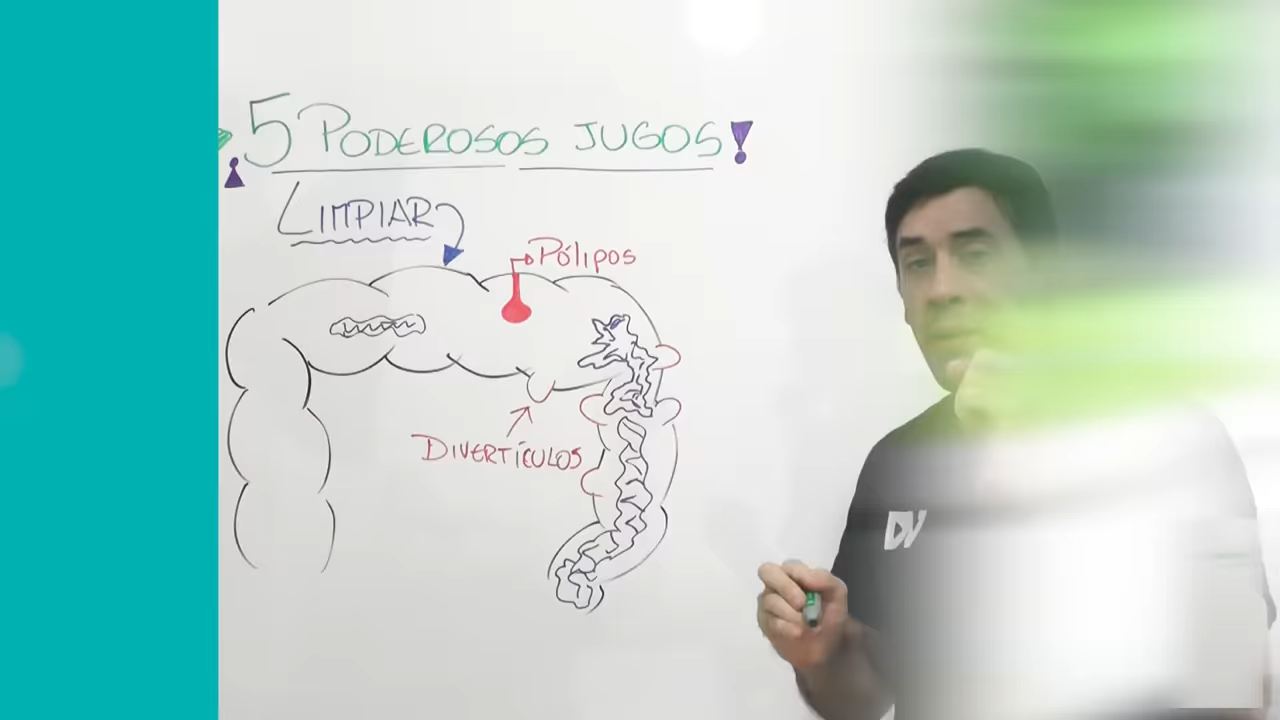 ¡5 PODEROSOS JUGOS!
LIMPIAR
PÓLIPOS
DIVERTÍCULOS
DV